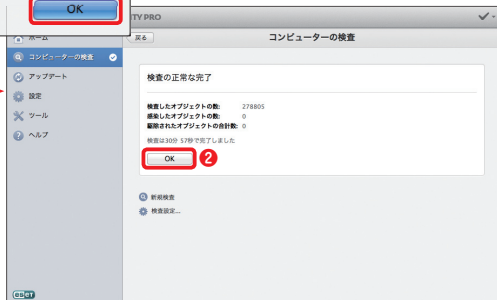 OK
TY PRO
ホーム
戻る
コンピューターの検査
コンピューターの検査
アップデート
設定
ツール
ヘルプ
検査の正常な完了
検査したオブジェクトの数: 278805
感染したオブジェクトの数: 0
駆除されたオブジェクトの合計数: 0
検査は30分 57秒で完了しました
OK
2
新規検査
検査設定...
eset